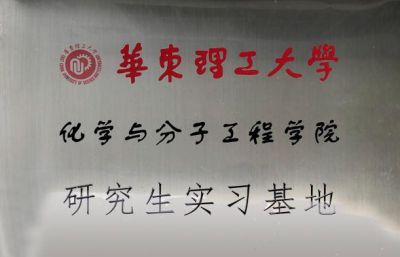 華東理工大學
化学与分子工程学院
研究生实习基地